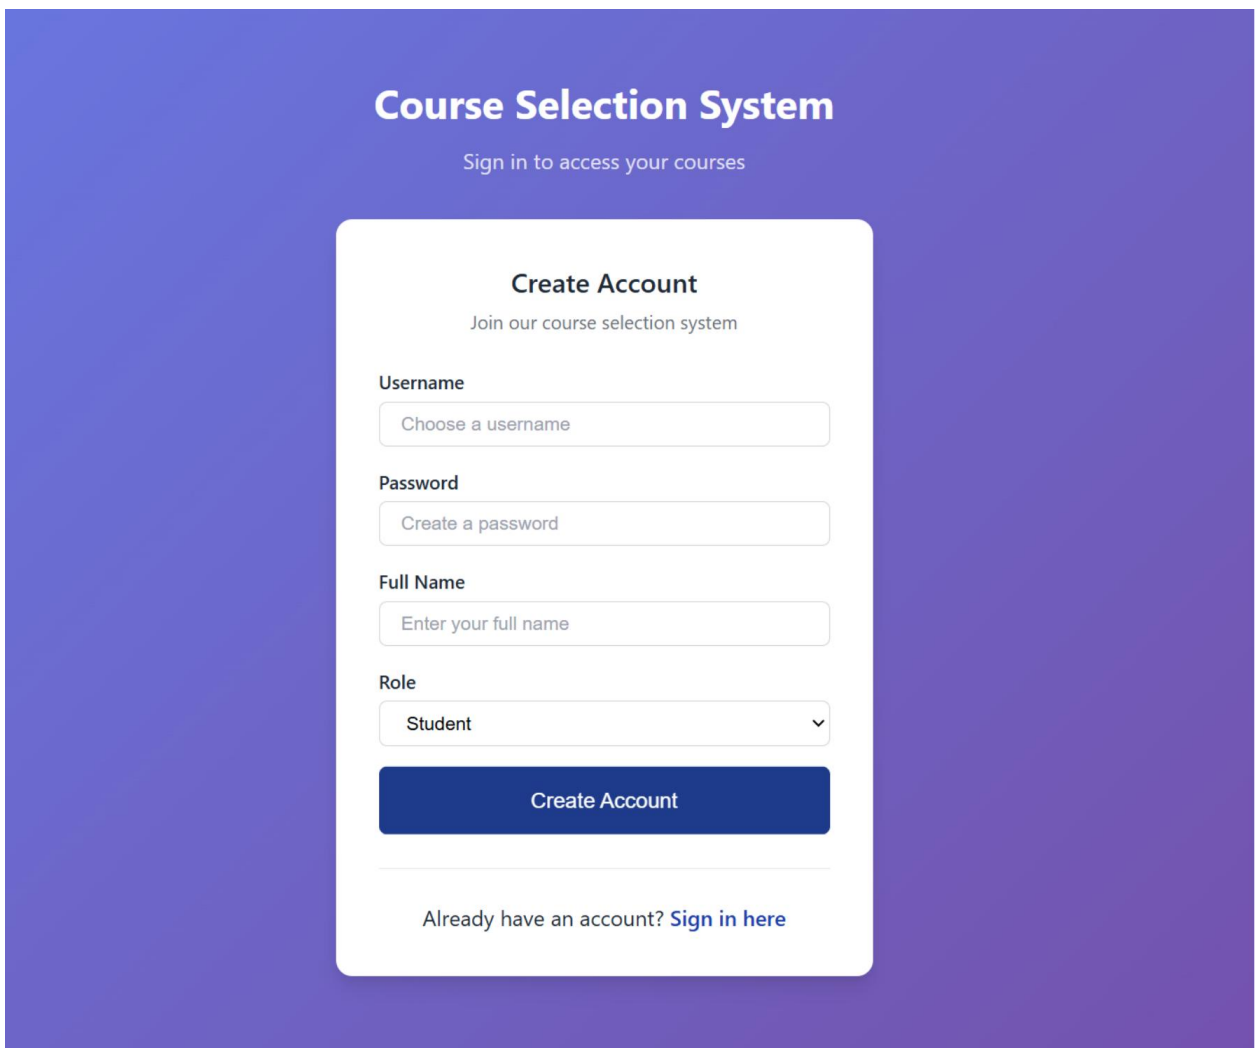 Course Selection System
Sign in to access your courses
Create Account
Join our course selection system
Username
Choose a username
Password
Create a password
Full Name
Enter your full name
Role
Student
Create Account
Already have an account? Sign in here